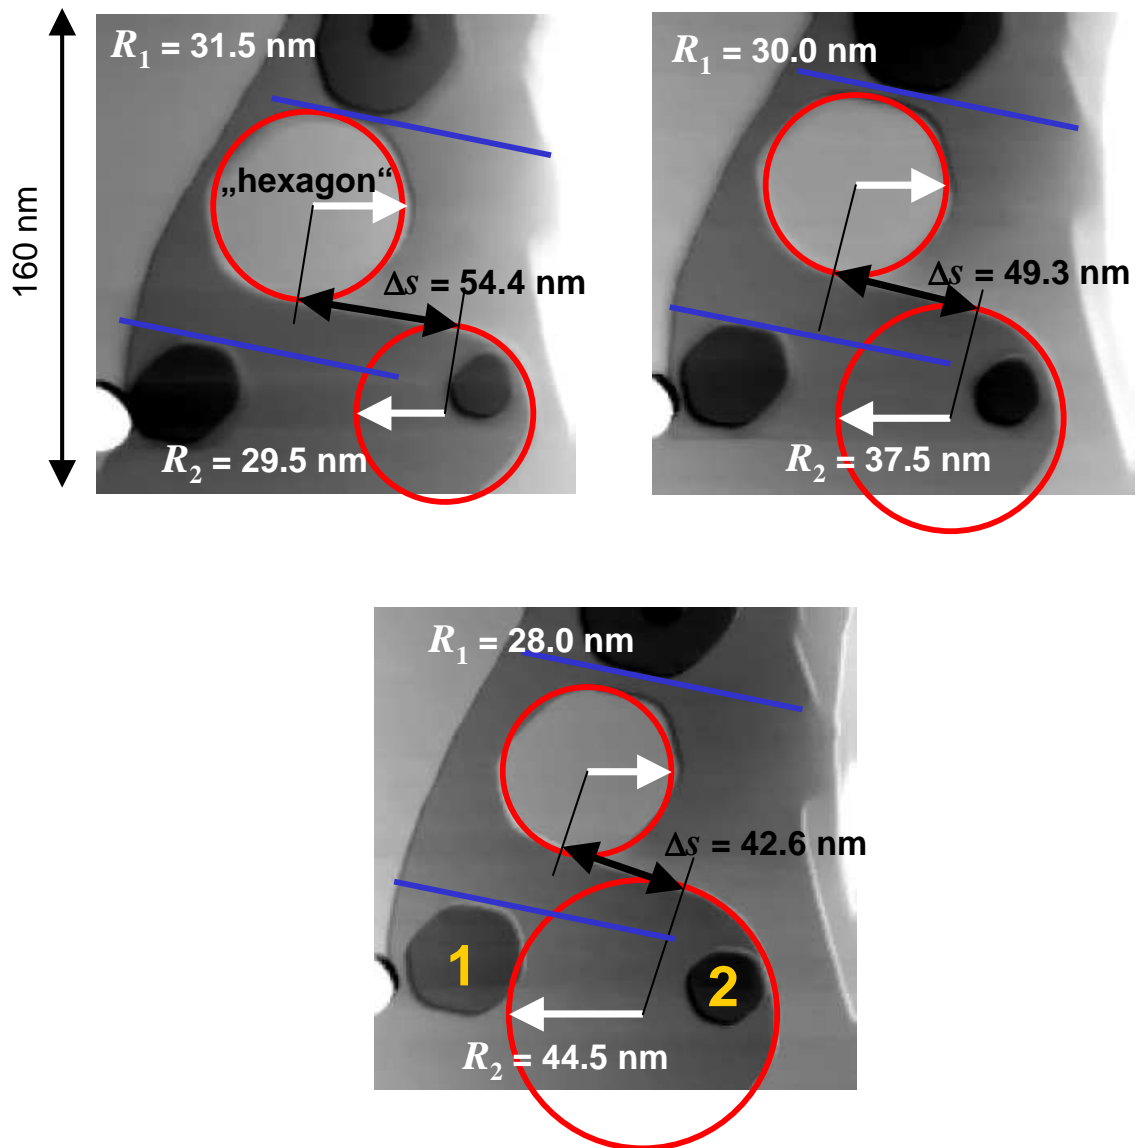 R₁ = 31.5 nm
R₁ = 30.0 nm
160 nm
„hexagon“
Δs = 54.4 nm
Δs = 49.3 nm
R₂ = 29.5 nm
R₂ = 37.5 nm
R₁ = 28.0 nm
Δs = 42.6 nm
1
2
R₂ = 44.5 nm